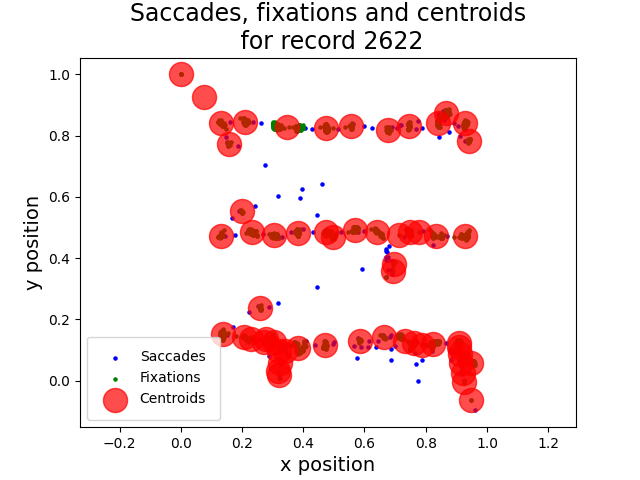 Saccades, fixations and centroids
for record 2622
y position
1.0
0.8
0.6
0.4
0.2
0.0
Saccades
Fixations
Centroids
−0.2
0.0
0.2
0.4
0.6
0.8
1.0
1.2
x position